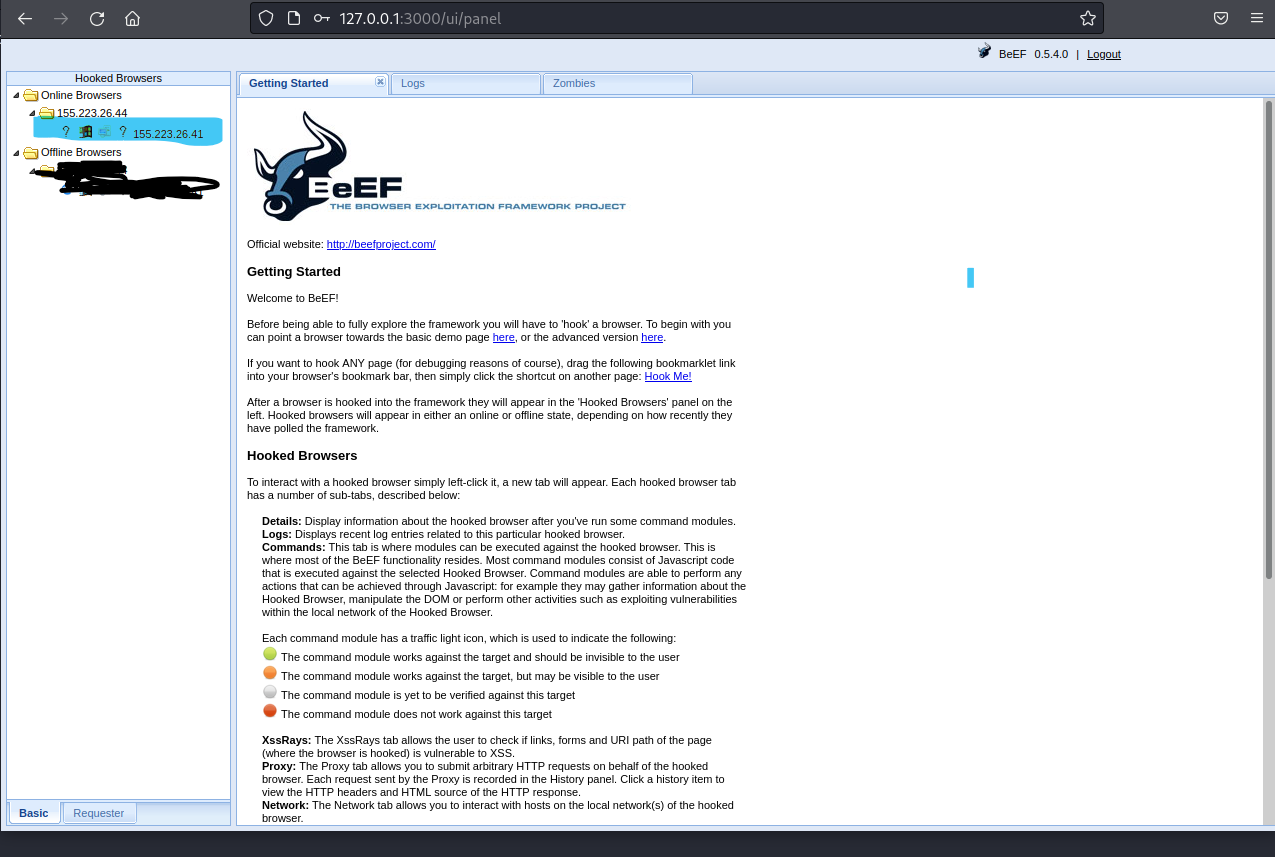 127.0.0.1:3000/ui/panel
BeEF 0.5.4.0 | Logout
Hooked Browsers
Online Browsers
155.223.26.44
? ? 155.223.26.41
Offline Browsers
Basic
Requester
Getting Started
Logs
Zombies
BeEF
THE BROWSER EXPLOITATION FRAMEWORK PROJECT
Official website: http://beefproject.com/
Getting Started
Welcome to BeEF!
Before being able to fully explore the framework you will have to 'hook' a browser. To begin with you
can point a browser towards the basic demo page here, or the advanced version here.
If you want to hook ANY page (for debugging reasons of course), drag the following bookmarklet link
into your browser's bookmark bar, then simply click the shortcut on another page: Hook Me!
After a browser is hooked into the framework they will appear in the 'Hooked Browsers' panel on the
left. Hooked browsers will appear in either an online or offline state, depending on how recently they
have polled the framework.
Hooked Browsers
To interact with a hooked browser simply left-click it, a new tab will appear. Each hooked browser tab
has a number of sub-tabs, described below:
Details: Display information about the hooked browser after you've run some command modules.
Logs: Displays recent log entries related to this particular hooked browser.
Commands: This tab is where modules can be executed against the hooked browser. This is
where most of the BeEF functionality resides. Most command modules consist of Javascript code
that is executed against the selected Hooked Browser. Command modules are able to perform any
actions that can be achieved through Javascript: for example they may gather information about the
Hooked Browser, manipulate the DOM or perform other activities such as exploiting vulnerabilities
within the local network of the Hooked Browser.
Each command module has a traffic light icon, which is used to indicate the following:
The command module works against the target and should be invisible to the user
The command module works against the target, but may be visible to the user
The command module is yet to be verified against this target
The command module does not work against this target
XssRays: The XssRays tab allows the user to check if links, forms and URI path of the page
(where the browser is hooked) is vulnerable to XSS.
Proxy: The Proxy tab allows you to submit arbitrary HTTP requests on behalf of the hooked
browser. Each request sent by the Proxy is recorded in the History panel. Click a history item to
view the HTTP headers and HTML source of the HTTP response.
Network: The Network tab allows you to interact with hosts on the local network(s) of the hooked
browser.